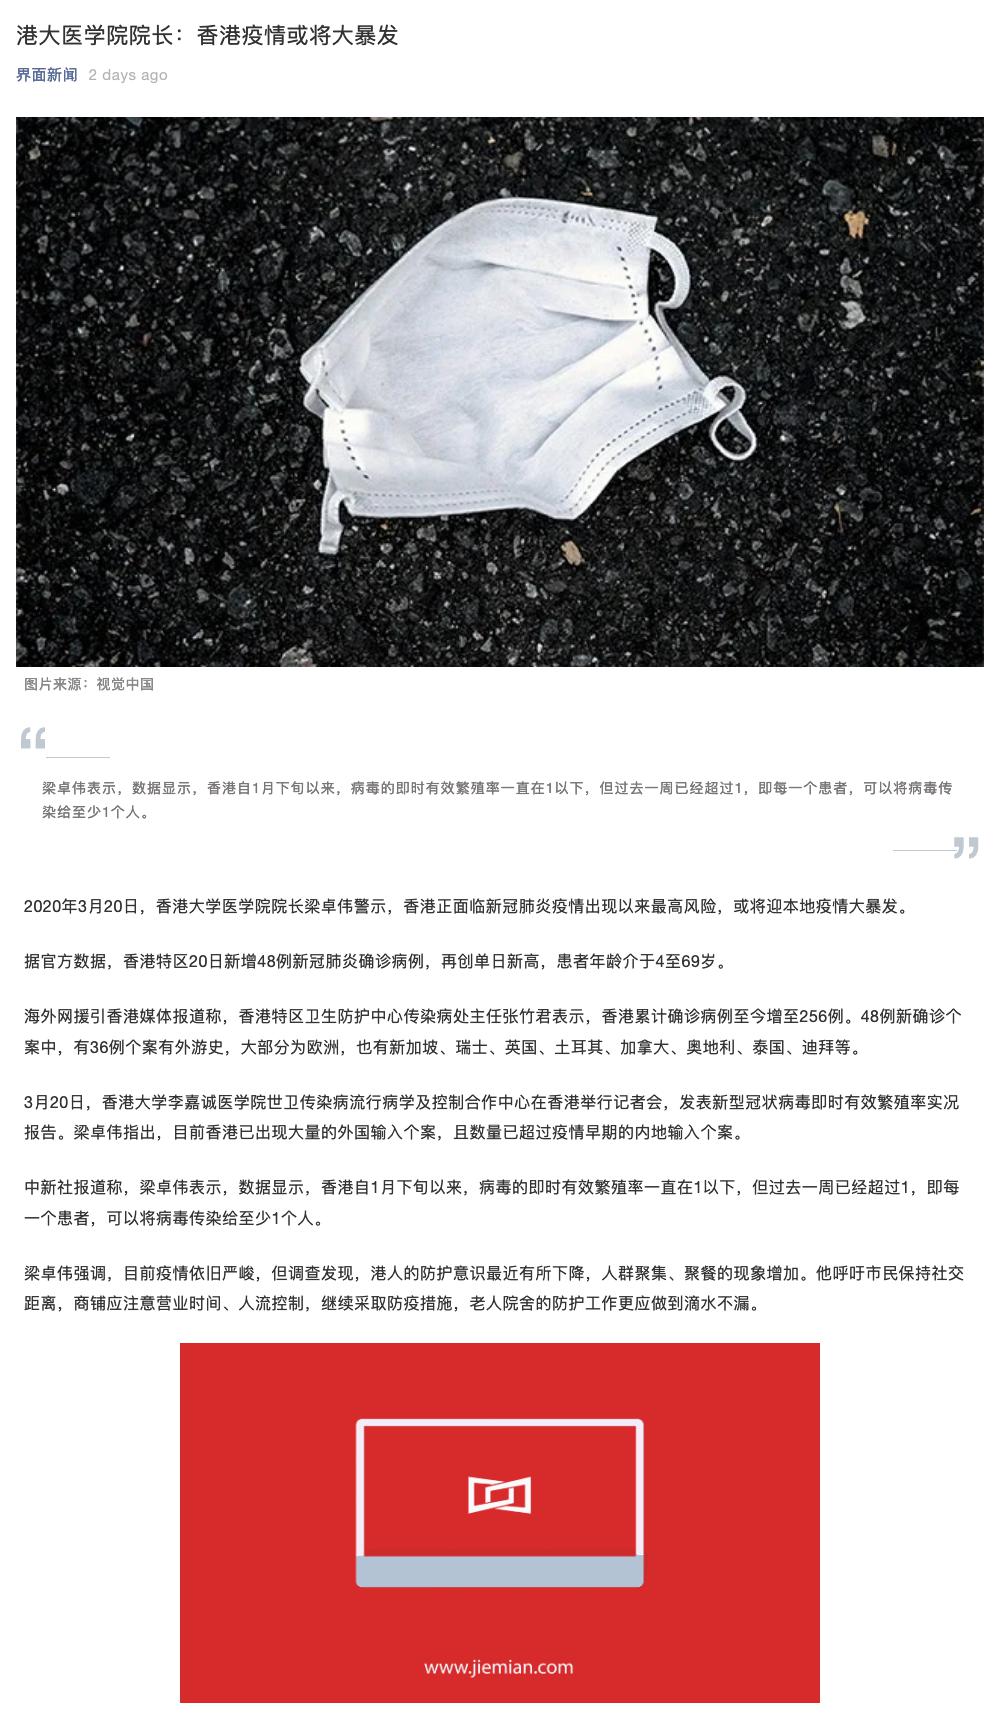 港大医学院院长：香港疫情或将大暴发
界面新闻 2 days ago
图片来源：视觉中国
“
梁卓伟表示，数据显示，香港自1月下旬以来，病毒的即时有效繁殖率一直在1以下，但过去一周已经超过1，即每一个患者，可以将病毒传
染给至少1个人。
”
2020年3月20日，香港大学医学院院长梁卓伟警示，香港正面临新冠肺炎疫情出现以来最高风险，或将迎本地疫情大暴发。
据官方数据，香港特区20日新增48例新冠肺炎确诊病例，再创单日新高，患者年龄介于4至69岁。
海外网援引香港媒体报道称，香港特区卫生防护中心传染病处主任张竹君表示，香港累计确诊病例至今增至256例。48例新确诊个
案中，有36例个案有外游史，大部分为欧洲，也有新加坡、瑞士、英国、土耳其、加拿大、奥地利、泰国、迪拜等。
3月20日，香港大学李嘉诚医学院世卫传染病流行病学及控制合作中心在香港举行记者会，发表新型冠状病毒即时有效繁殖率实况
报告。梁卓伟指出，目前香港已出现大量的外国输入个案，且数量已超过疫情早期的内地输入个案。
中新社报道称，梁卓伟表示，数据显示，香港自1月下旬以来，病毒的即时有效繁殖率一直在1以下，但过去一周已经超过1，即每
一个患者，可以将病毒传染给至少1个人。
梁卓伟强调，目前疫情依旧严峻，但调查发现，港人的防护意识最近有所下降，人群聚集、聚餐的现象增加。他呼吁市民保持社交
距离，商铺应注意营业时间、人流控制，继续采取防疫措施，老人院舍的防护工作更应做到滴水不漏。
www.jiemian.com